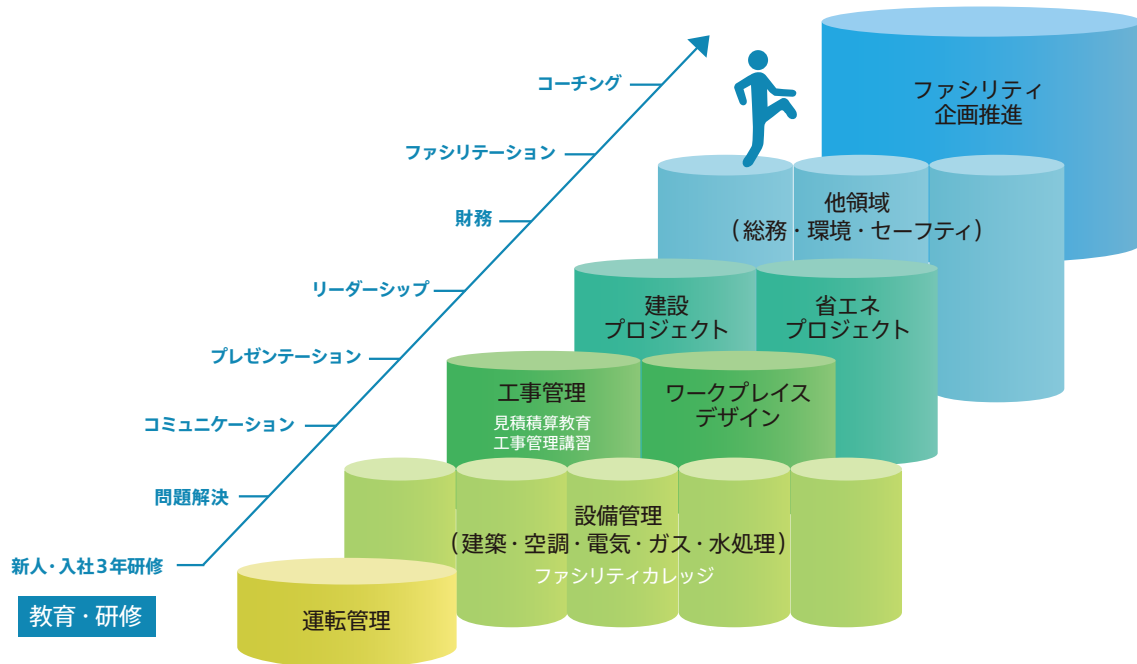 コーチング
ファシリテーション
財務
リーダーシップ
プレゼンテーション
コミュニケーション
問題解決
新人・入社3年研修
教育・研修
ファシリティ
企画推進
他領域
(総務・環境・セーフティ)
建設
プロジェクト
省エネ
プロジェクト
工事管理
見積積算教育
工事管理講習
ワークプレイス
デザイン
設備管理
(建築・空調・電気・ガス・水処理)
ファシリティカレッジ
運転管理